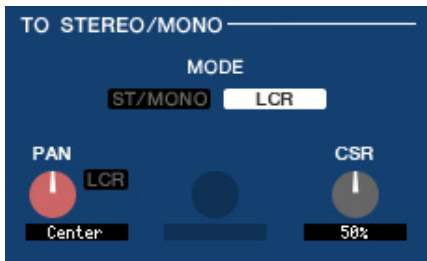 TO STEREO/MONO
MODE
ST/MONO LCR
PAN CSR
LCR
Center 50%